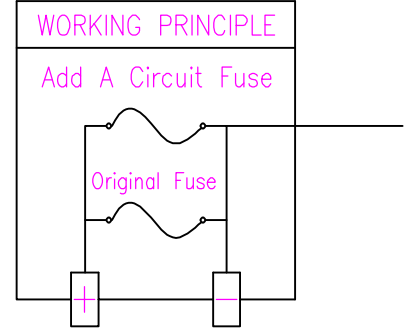 WORKING PRINCIPLE
Add A Circuit Fuse
Original Fuse
+ −